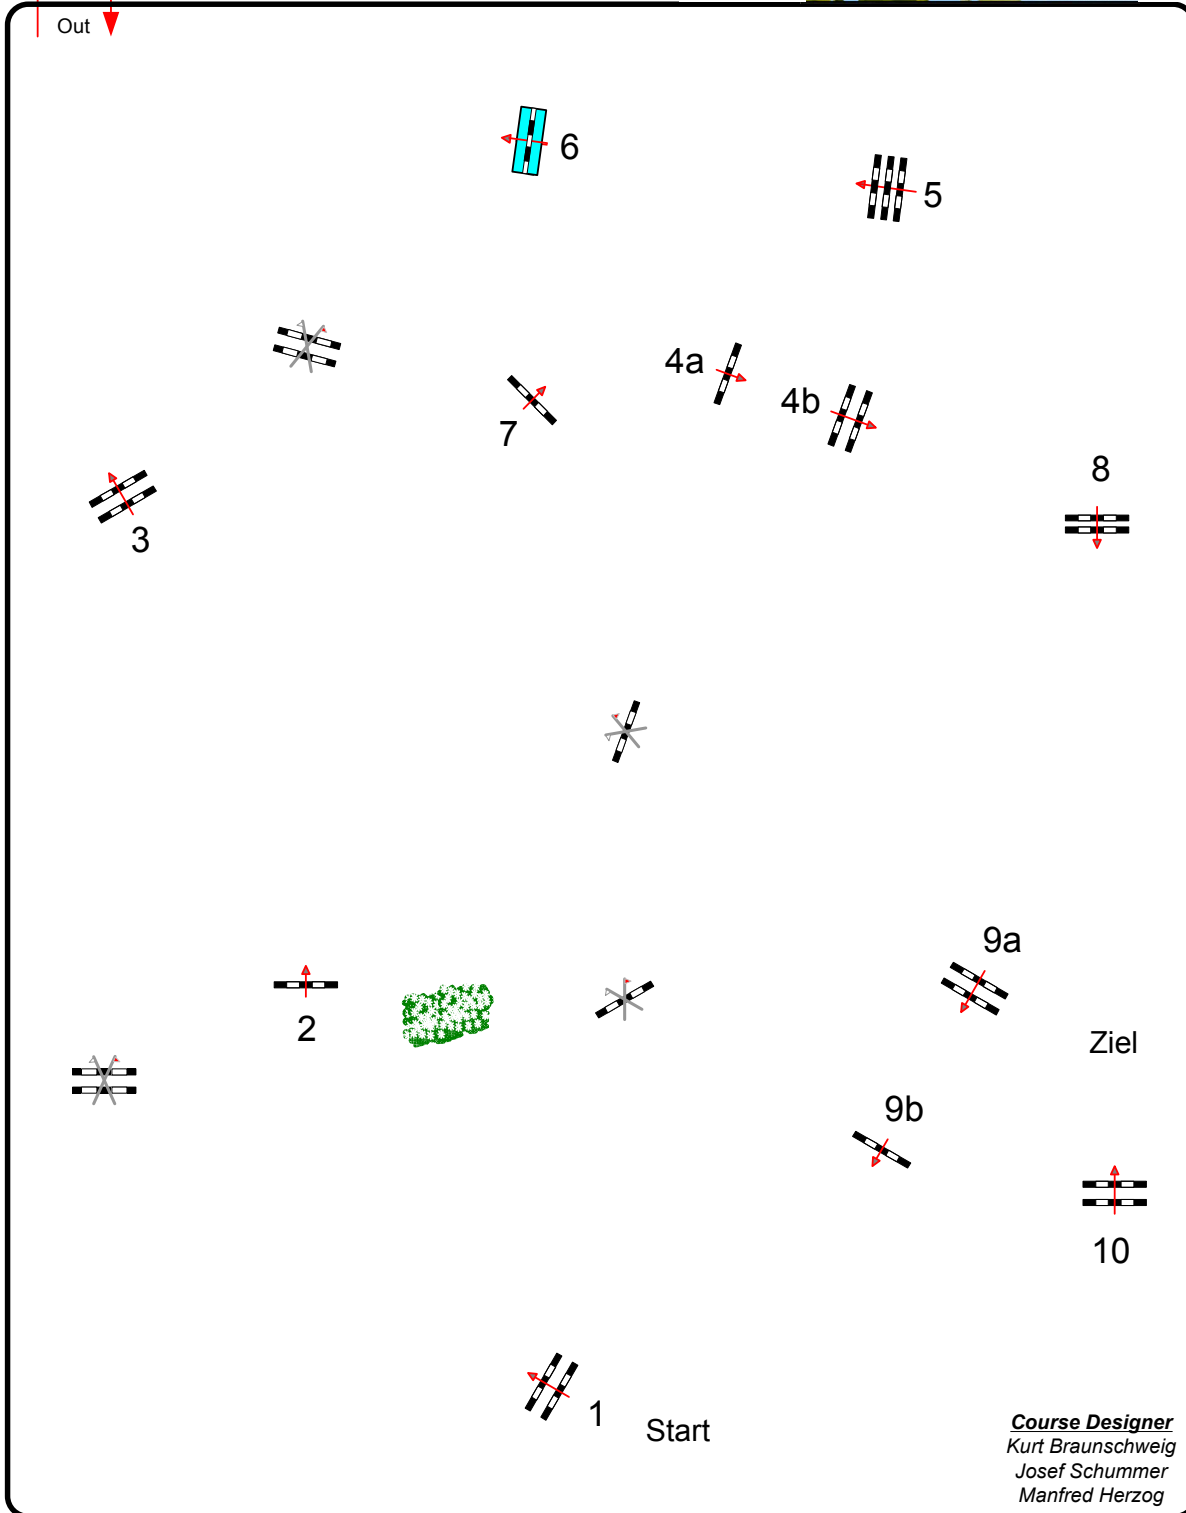 Out
6
5
4a
4b
7
8
3
9a
2
Ziel
9b
10
1
Start
Course Designer
Kurt Braunschweig
Josef Schummer
Manfred Herzog